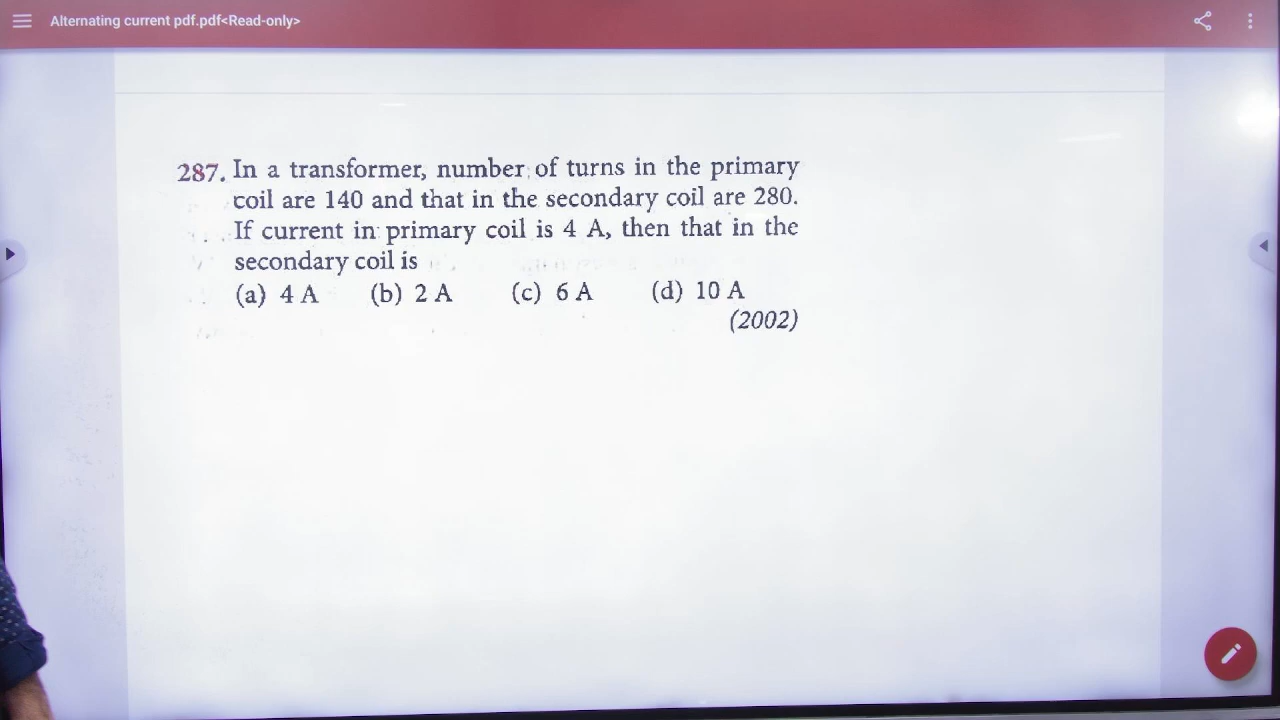 Alternating current pdf.pdf<Read-only>
287. In a transformer, number of turns in the primary
coil are 140 and that in the secondary coil are 280.
If current in primary coil is 4 A, then that in the
secondary coil is
(a) 4 A (b) 2 A (c) 6 A (d) 10 A
(2002)